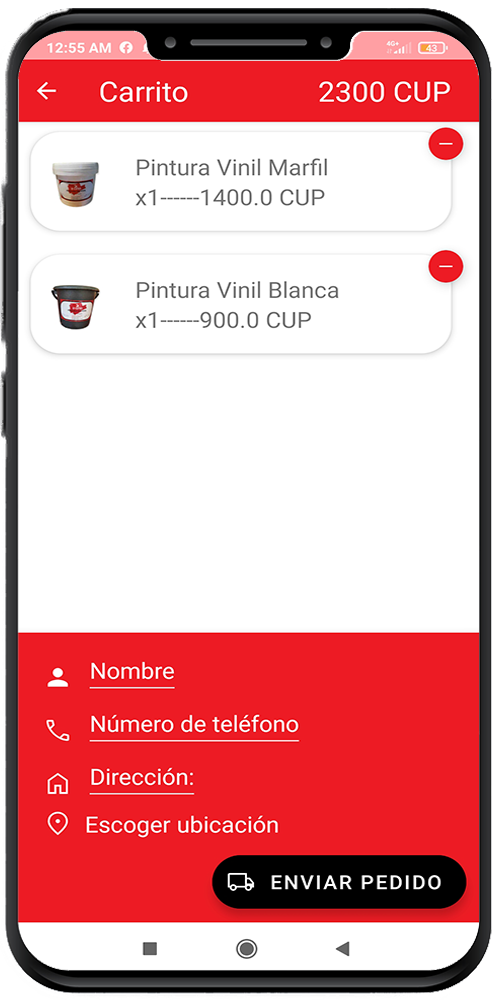 12:55 AM
4G+
43
Carrito
2300 CUP
Pintura Vinil Marfil
x1------1400.0 CUP
Pintura Vinil Blanca
x1------900.0 CUP
Nombre
Número de teléfono
Dirección:
Escoger ubicación
ENVIAR PEDIDO